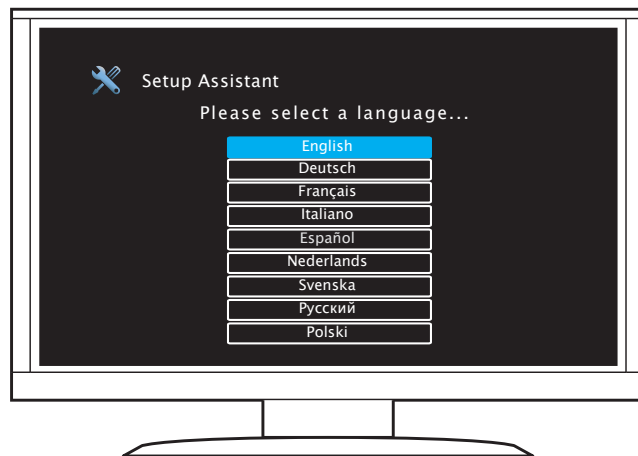 Setup Assistant
Please select a language...
English
Deutsch
Français
Italiano
Español
Nederlands
Svenska
Русский
Polski